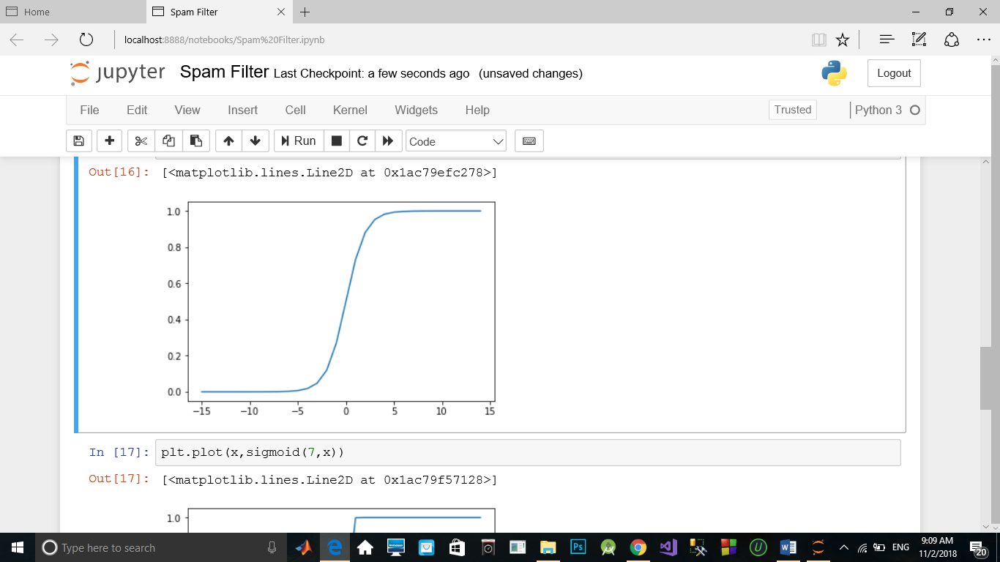 Home
Spam Filter
localhost:8888/notebooks/Spam%20Filter.ipynb
jupyter Spam Filter Last Checkpoint: a few seconds ago (unsaved changes)
Logout
File Edit View Insert Cell Kernel Widgets Help
Trusted
Python 3
Run
Code
Out[16]: [<matplotlib.lines.Line2D at 0x1ac79efc278>]
1.0
0.8
0.6
0.4
0.2
0.0
−15 −10 −5 0 5 10 15
In [17]: plt.plot(x,sigmoid(7,x))
Out[17]: [<matplotlib.lines.Line2D at 0x1ac79f57128>]
1.0
Type here to search
Ps
U
W
ENG
9:09 AM
11/2/2018
20